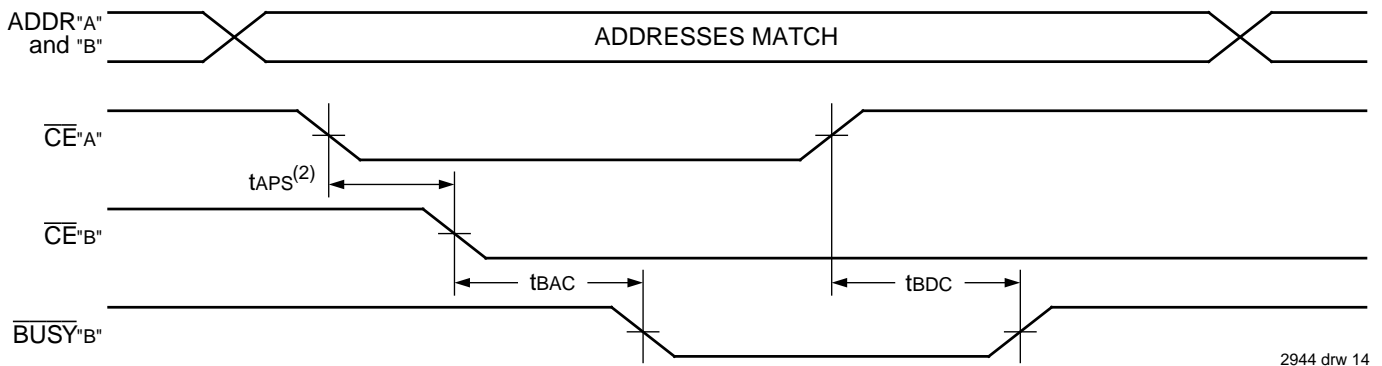 ADDR"A"
and "B"
ADDRESSES MATCH
CE"A"
tAPS(2)
CE"B"
tBAC
tBDC
BUSY"B"
2944 drw 14